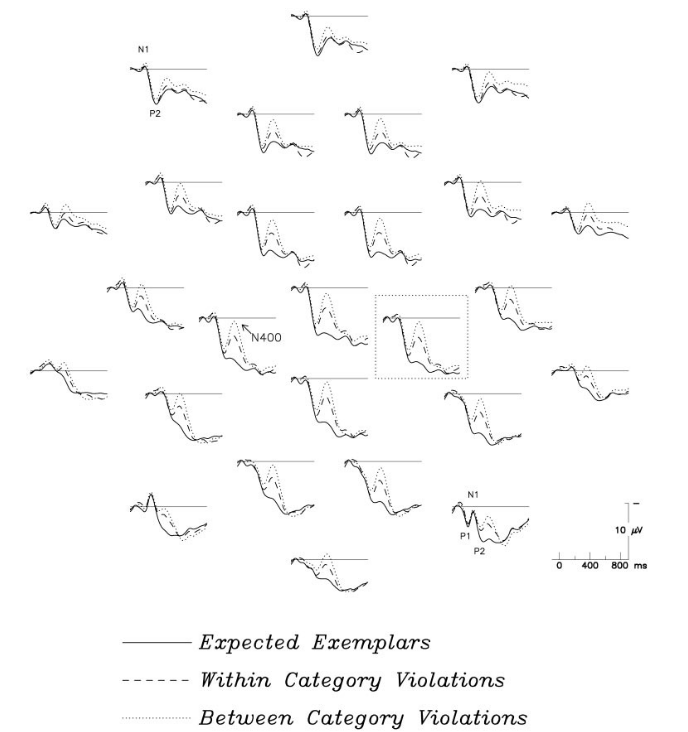 N1
P2
N400
N1
P1
P2
10 μV
0 400 800 ms
Expected Exemplars
Within Category Violations
Between Category Violations